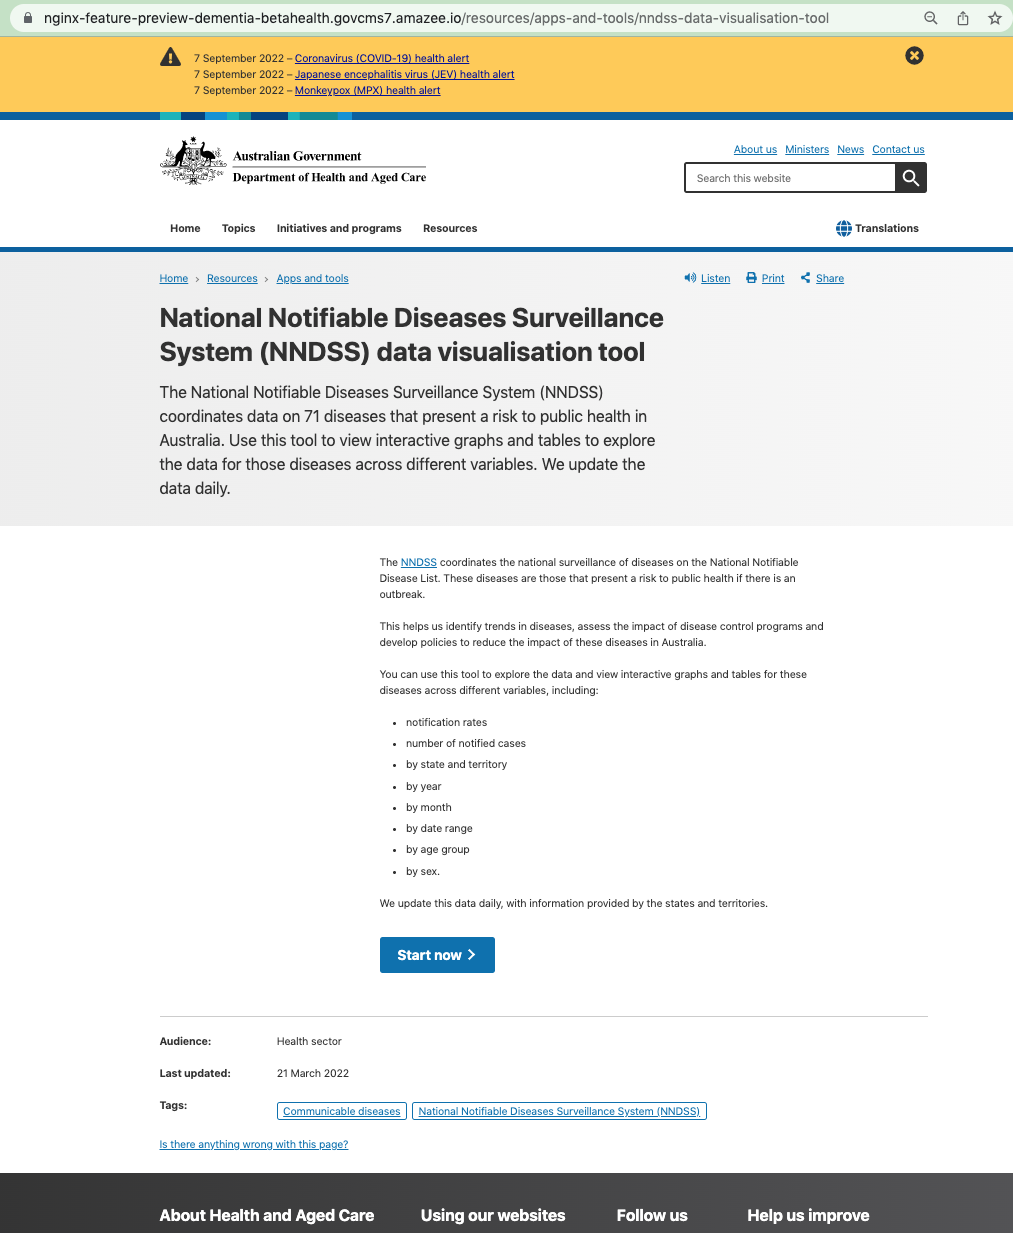 nginx-feature-preview-dementia-betahealth.govcms7.amazee.io/resources/apps-and-tools/nndss-data-visualisation-tool
7 September 2022 – Coronavirus (COVID-19) health alert
7 September 2022 – Japanese encephalitis virus (JEV) health alert
7 September 2022 – Monkeypox (MPX) health alert
Australian Government
Department of Health and Aged Care
About us Ministers News Contact us
Search this website
Home Topics Initiatives and programs Resources Translations
Home › Resources › Apps and tools Listen Print Share
National Notifiable Diseases Surveillance
System (NNDSS) data visualisation tool
The National Notifiable Diseases Surveillance System (NNDSS)
coordinates data on 71 diseases that present a risk to public health in
Australia. Use this tool to view interactive graphs and tables to explore
the data for those diseases across different variables. We update the
data daily.
The NNDSS coordinates the national surveillance of diseases on the National Notifiable
Disease List. These diseases are those that present a risk to public health if there is an
outbreak.
This helps us identify trends in diseases, assess the impact of disease control programs and
develop policies to reduce the impact of these diseases in Australia.
You can use this tool to explore the data and view interactive graphs and tables for these
diseases across different variables, including:
• notification rates
• number of notified cases
• by state and territory
• by year
• by month
• by date range
• by age group
• by sex.
We update this data daily, with information provided by the states and territories.
Start now
Audience: Health sector
Last updated: 21 March 2022
Tags: Communicable diseases National Notifiable Diseases Surveillance System (NNDSS)
Is there anything wrong with this page?
About Health and Aged Care Using our websites Follow us Help us improve